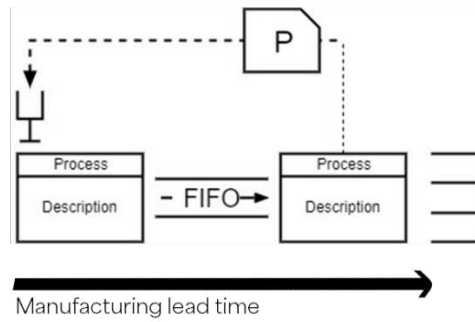 P
Process
Description
FIFO
Process
Description
Manufacturing lead time